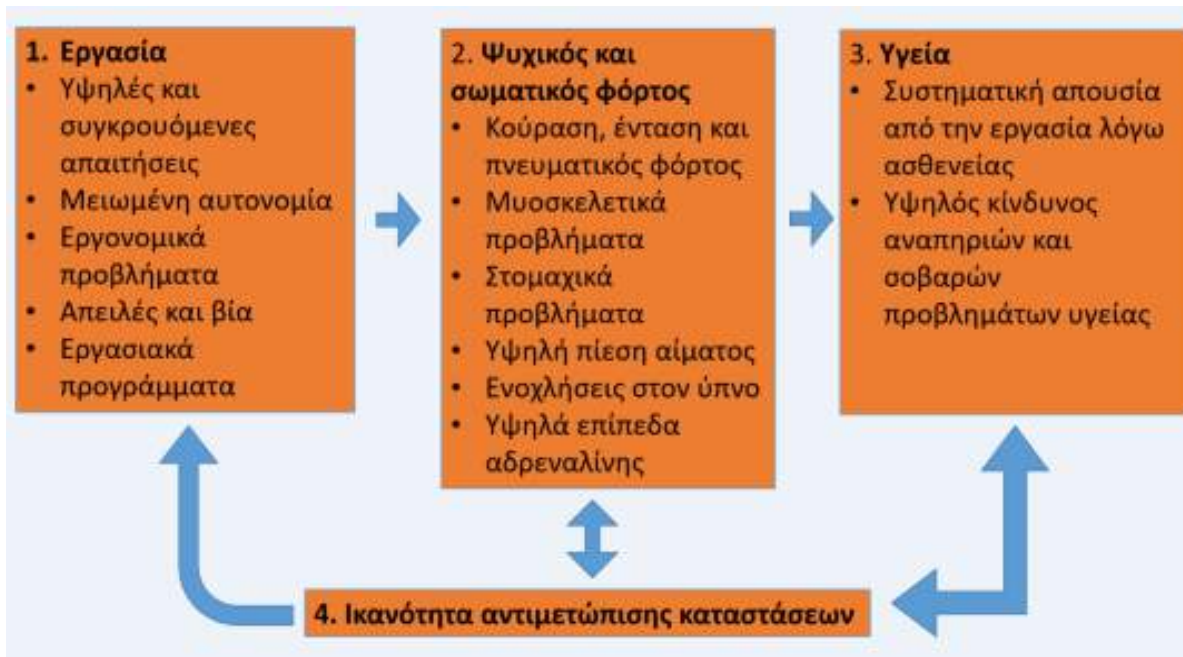 1. Εργασία
• Υψηλές και
συγκρουόμενες
απαιτήσεις
• Μειωμένη αυτονομία
• Εργονομικά
προβλήματα
• Απειλές και βία
• Εργασιακά
προγράμματα
2. Ψυχικός και
σωματικός φόρτος
• Κούραση, ένταση και
πνευματικός φόρτος
• Μυοσκελετικά
προβλήματα
• Στομαχικά
προβλήματα
• Υψηλή πίεση αίματος
• Ενοχλήσεις στον ύπνο
• Υψηλά επίπεδα
αδρεναλίνης
3. Υγεία
• Συστηματική απουσία
από την εργασία λόγω
ασθενείας
• Υψηλός κίνδυνος
αναπηριών και
σοβαρών
προβλημάτων υγείας
4. Ικανότητα αντιμετώπισης καταστάσεων